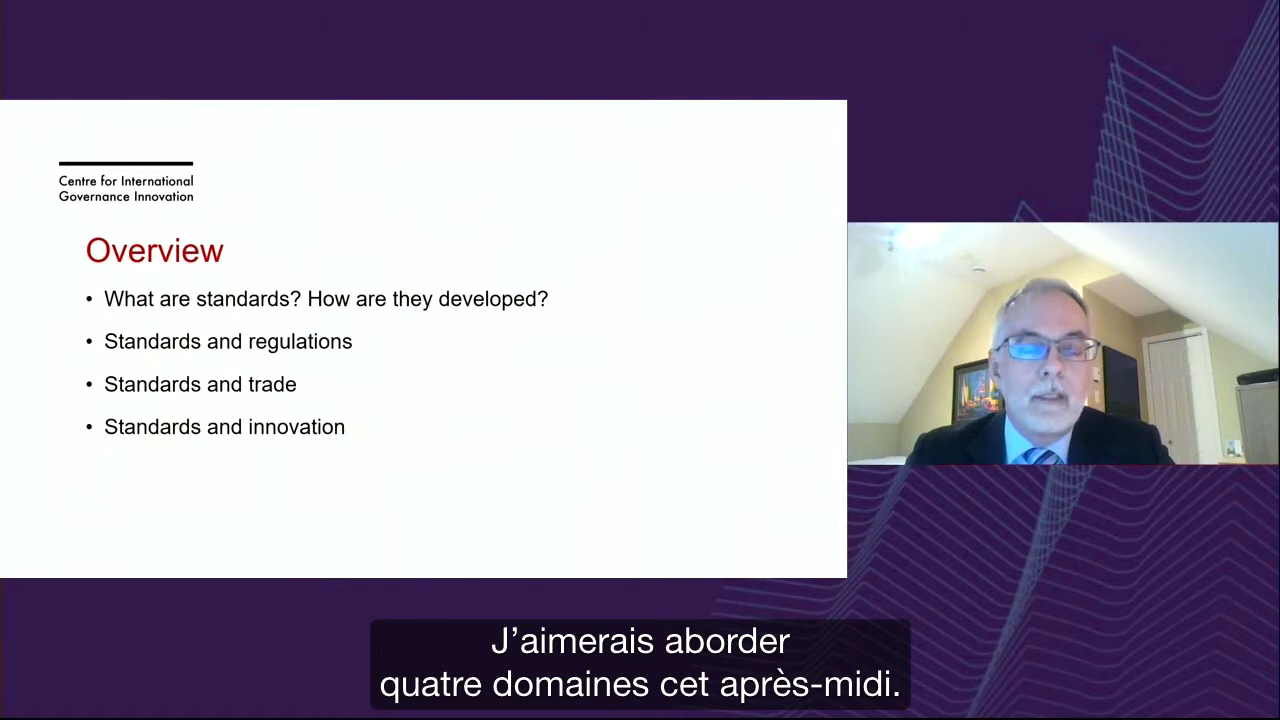 Centre for International
Governance Innovation
Overview
• What are standards? How are they developed?
• Standards and regulations
• Standards and trade
• Standards and innovation
J’aimerais aborder
quatre domaines cet après-midi.